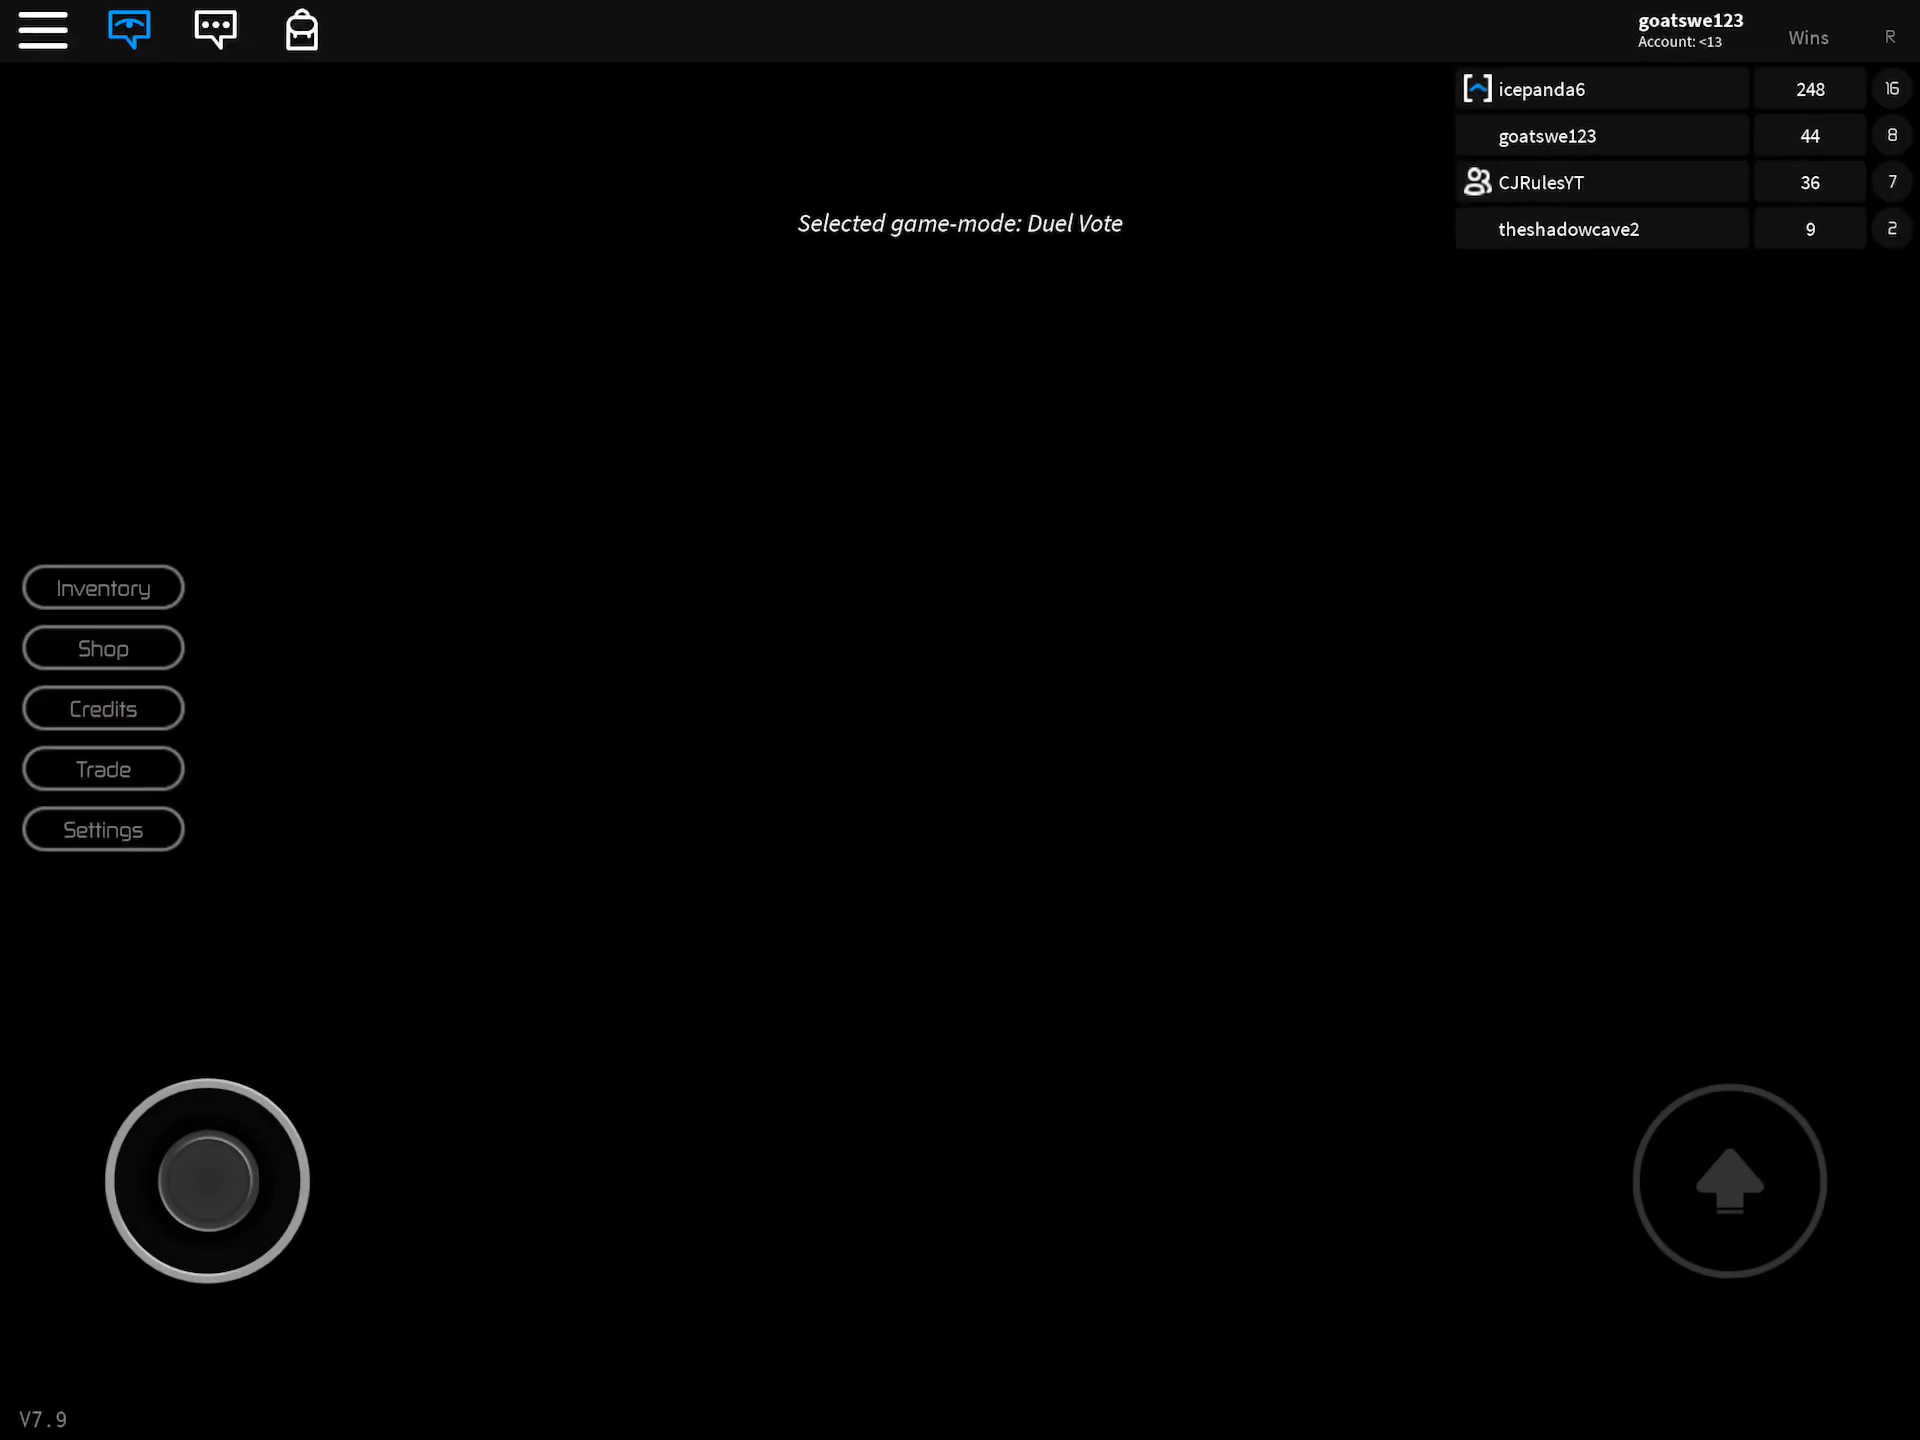 goatswe123
Account: <13
Wins
R
icepanda6 248 16
goatswe123 44 8
CJRulesYT 36 7
theshadowcave2 9 2
Selected game-mode: Duel Vote
Inventory
Shop
Credits
Trade
Settings
V7.9